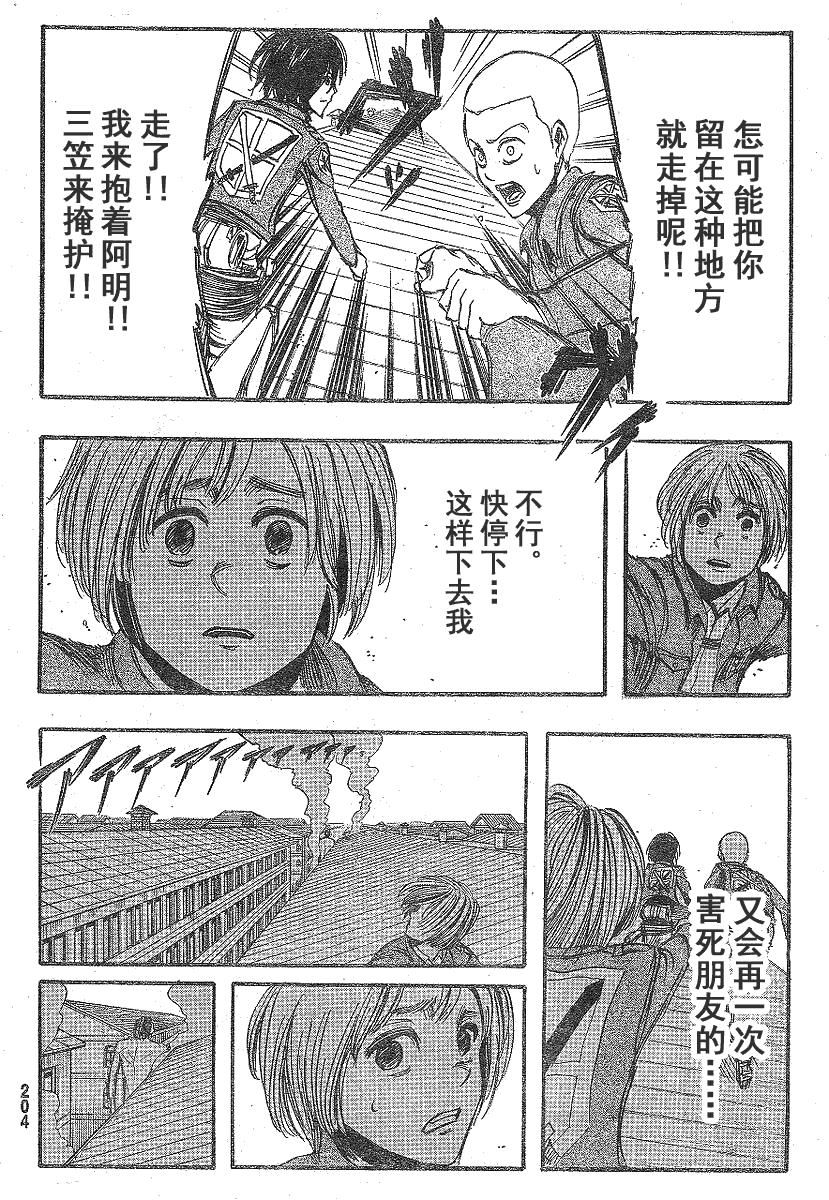 怎可能把你
留在这种地方
就走掉呢!!
走了!!
我来抱着阿明!!
三笠来掩护!!
不行。
快停下…
这样下去我
又会再一次
害死朋友的……
204